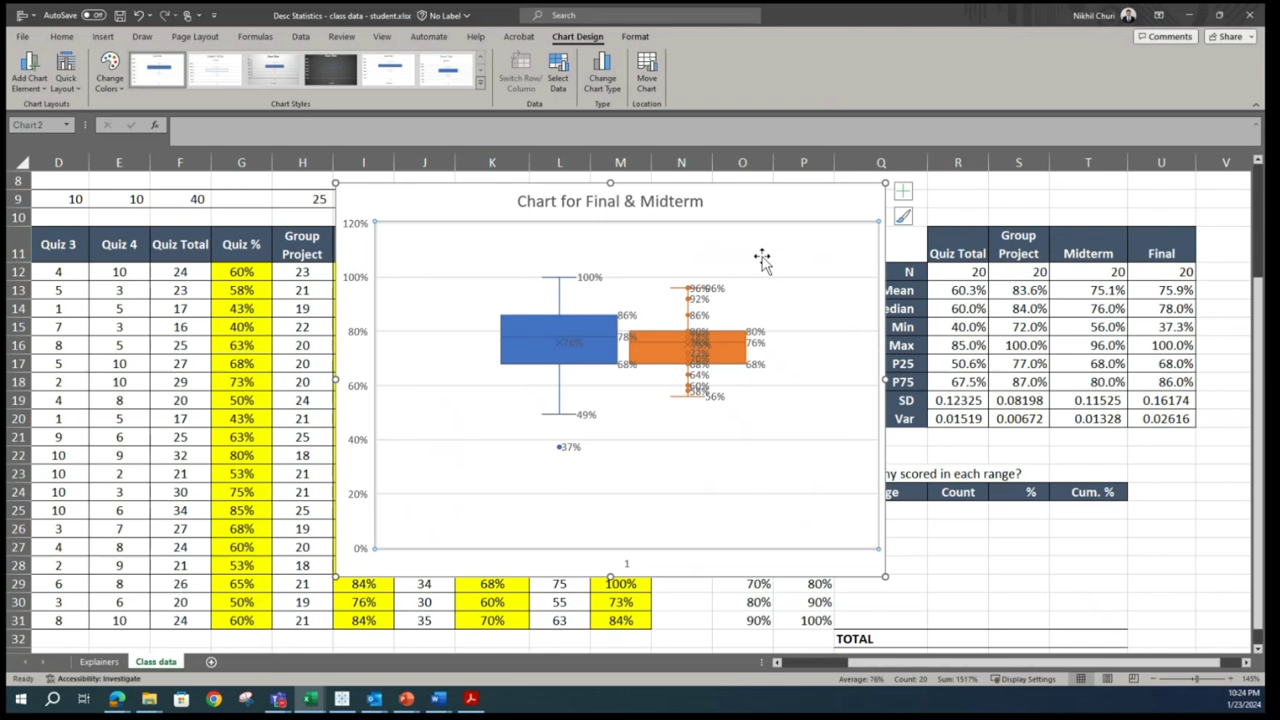 AutoSave Off Desc Statistics - class data - student.xlsx No Label Search Nikhil Churi
File Home Insert Draw Page Layout Formulas Data Review View Automate Help Acrobat Chart Design Format Comments Share
Add Chart Element Quick Layout Change Colors Switch Row/ Column Select Data Change Chart Type Move Chart
Chart Layouts Chart Styles Data Type Location
Chart2 fx
D E F G H I J K L M N O P Q R S T U V
8
9 10 10 40 25
10
11 Quiz 3 Quiz 4 Quiz Total Quiz % Group Project Quiz Total Group Project Midterm Final
12 4 10 24 60% 23 N 20 20 20 20
13 5 3 23 58% 21 Mean 60.3% 83.6% 75.1% 75.9%
14 1 5 17 43% 19 edian 60.0% 84.0% 76.0% 78.0%
15 7 3 16 40% 22 Min 40.0% 72.0% 56.0% 37.3%
16 8 5 25 63% 20 Max 85.0% 100.0% 96.0% 100.0%
17 5 10 27 68% 20 P25 50.6% 77.0% 68.0% 68.0%
18 2 10 29 73% 21 P75 67.5% 87.0% 80.0% 86.0%
19 4 8 20 50% 24 SD 0.12325 0.08198 0.11525 0.16174
20 1 5 17 43% 21 Var 0.01519 0.00672 0.01328 0.02616
21 9 6 25 63% 25
22 10 9 32 80% 18
23 10 2 21 53% 21 ny scored in each range?
24 10 3 30 75% 21 ge Count % Cum. %
25 10 6 34 85% 25
26 3 7 27 68% 19
27 4 8 24 60% 20
28 2 9 21 53% 18
29 6 8 26 65% 21 84% 34 68% 75 100% 70% 80%
30 3 6 20 50% 19 76% 30 60% 55 73% 80% 90%
31 8 10 24 60% 21 84% 35 70% 63 84% 90% 100%
32 TOTAL
Chart for Final & Midterm
120%
100%
80%
60%
40%
20%
0%
1
100%
86%
78%
76%
68%
49%
37%
96% 96%
92%
86%
80%
76%
68% 68%
64%
60%
58% 56%
Explainers Class data
Ready Accessibility: Investigate Average: 76% Count: 20 Sum: 1517% Display Settings 145%
10:24 PM
1/23/2024